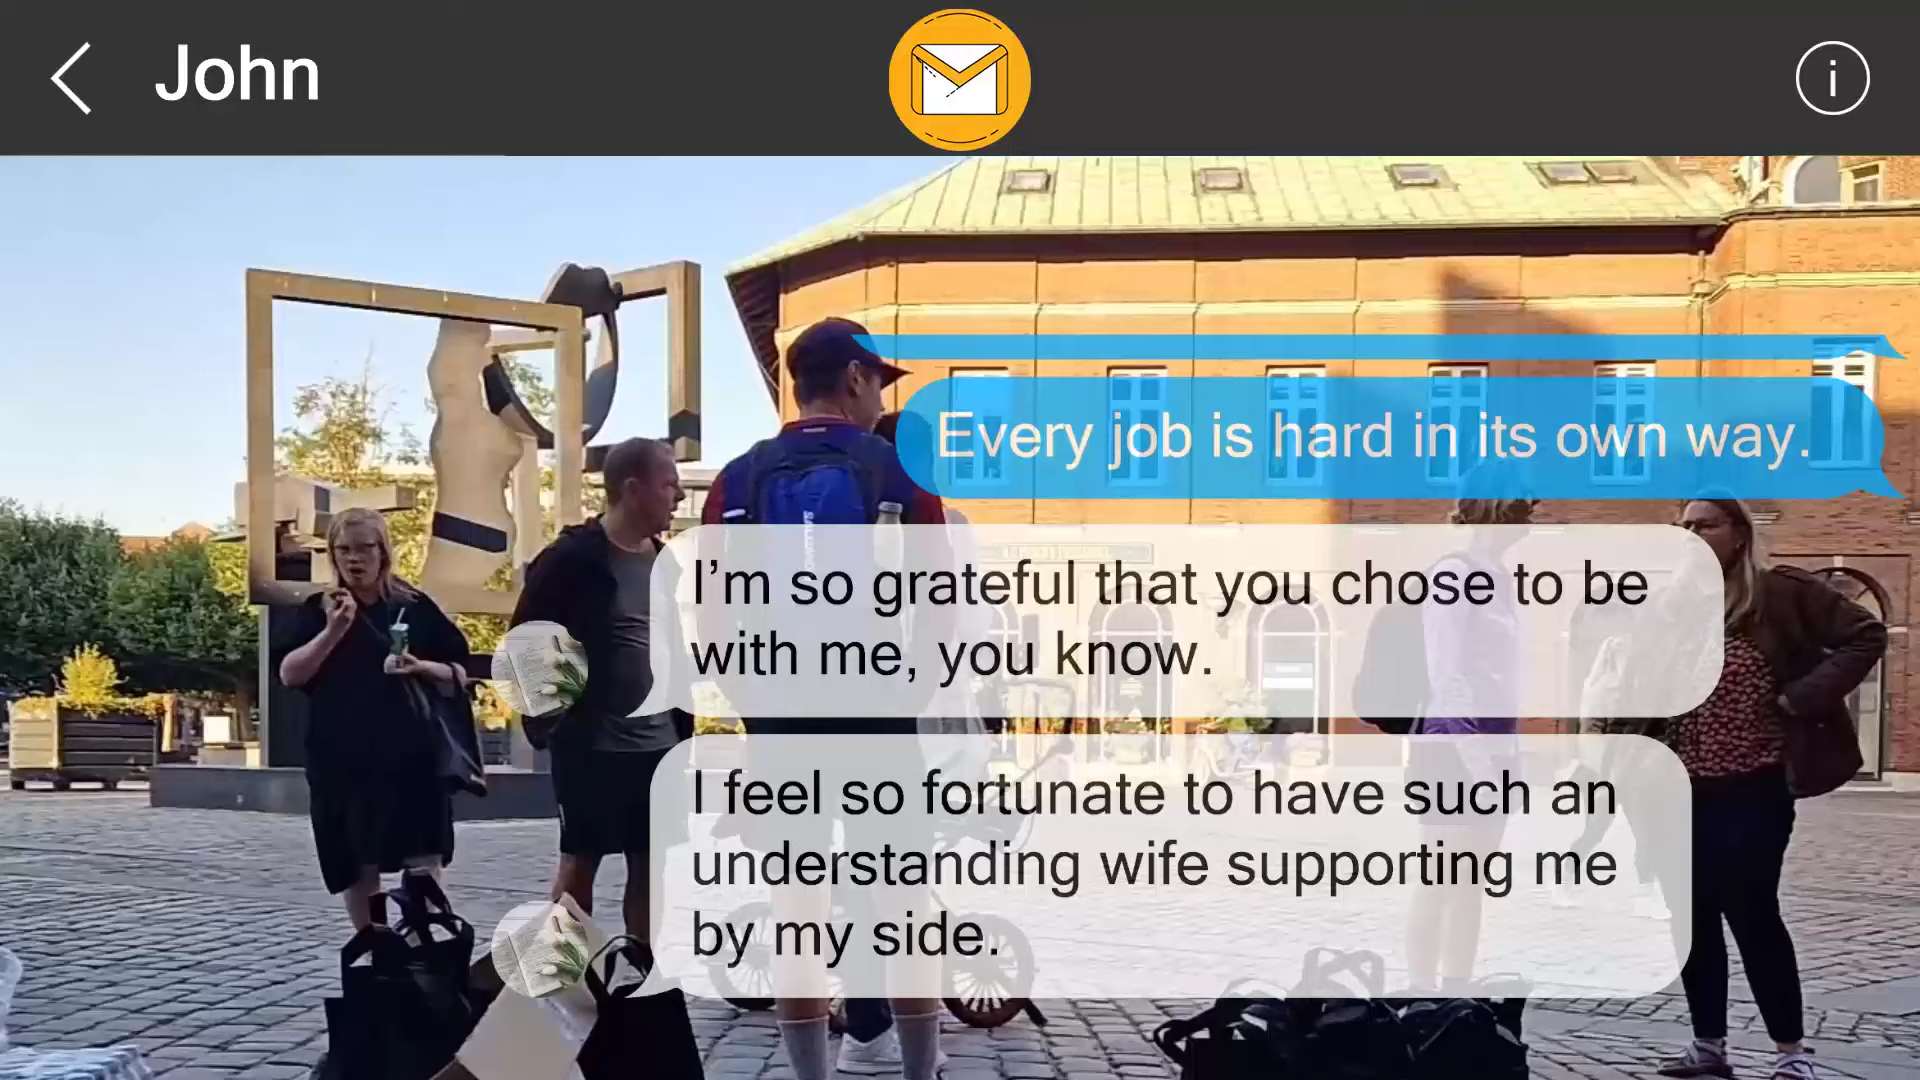 John
Every job is hard in its own way.
I’m so grateful that you chose to be
with me, you know.
I feel so fortunate to have such an
understanding wife supporting me
by my side.